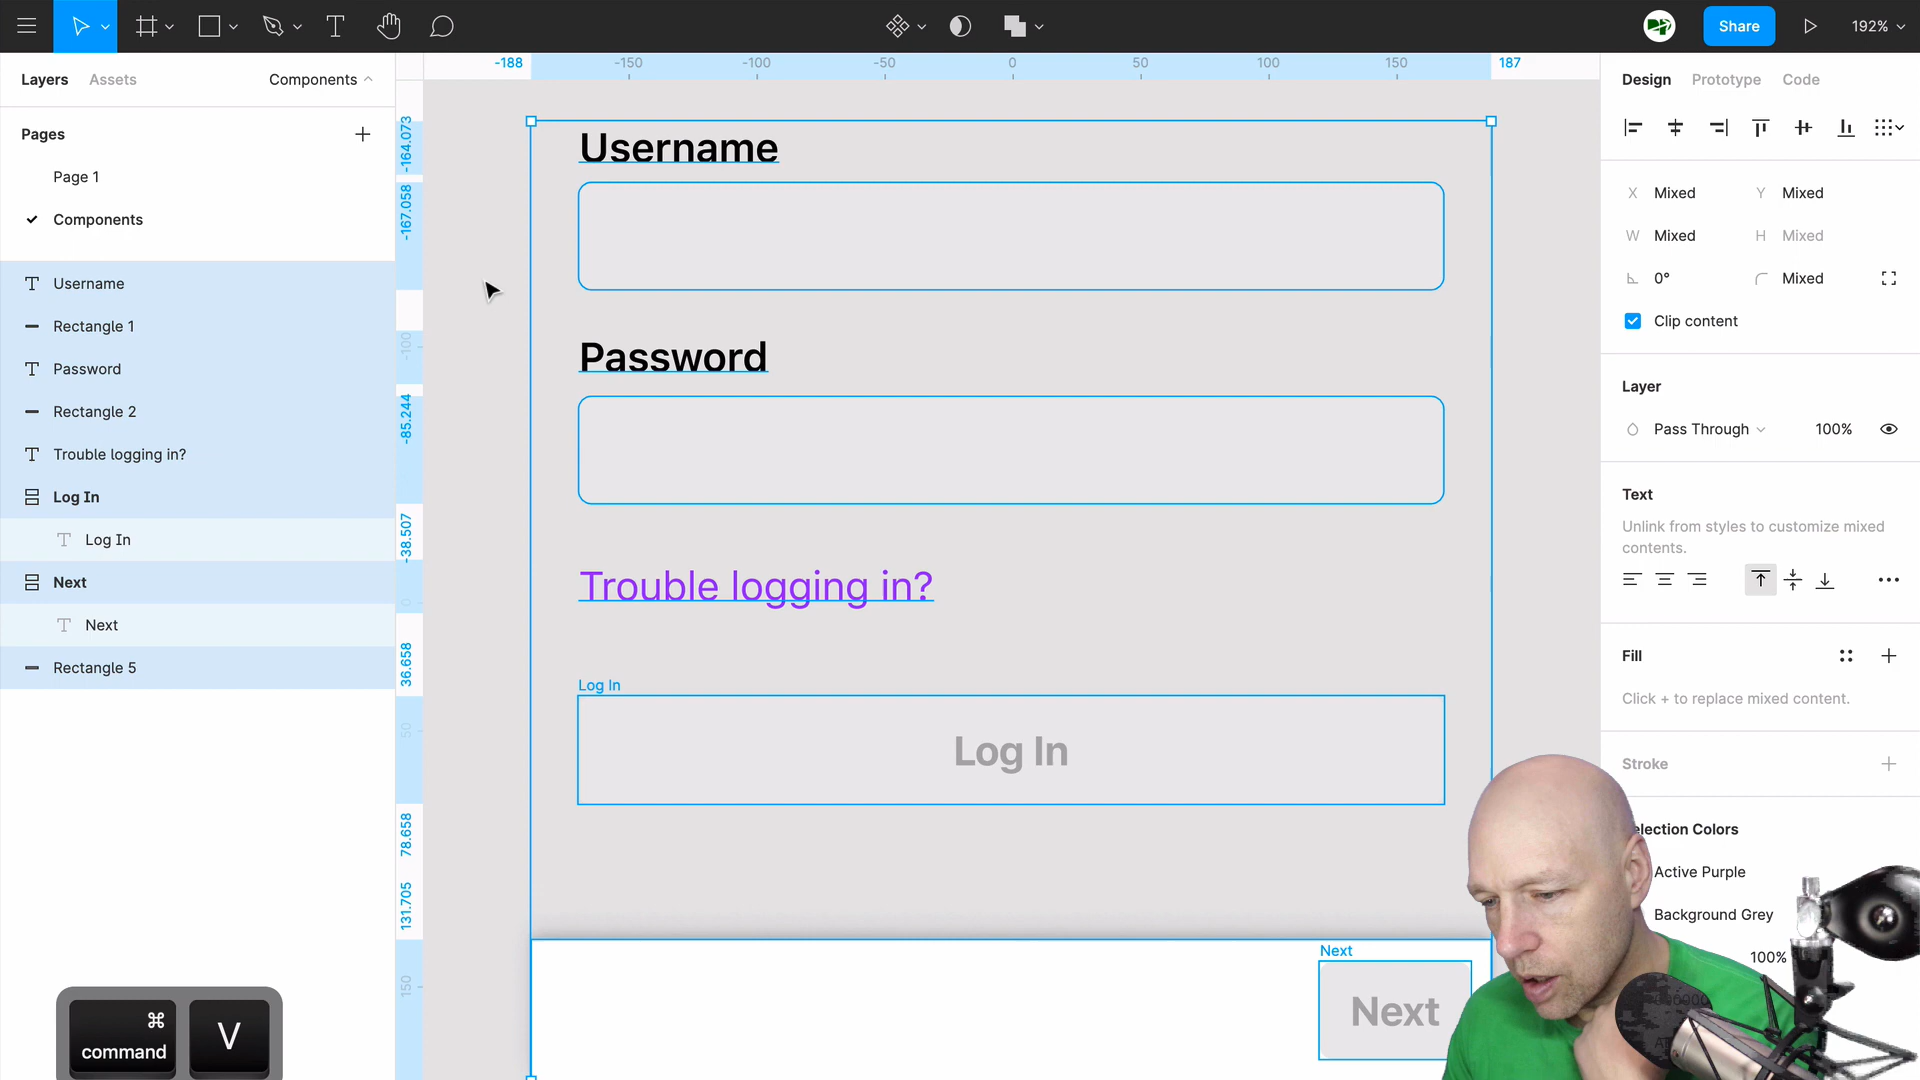 Share
192%
-188
-150
-100
-50
0
50
100
150
187
Layers
Assets
Components
Pages
Page 1
Components
Username
Rectangle 1
Password
Rectangle 2
Trouble logging in?
Log In
Log In
Next
Next
Rectangle 5
command
V
-164.073
-167.058
-100
-85.244
-38.507
0
36.658
50
78.658
131.705
150
Username
Password
Trouble logging in?
Log In
Log In
Next
Next
Design
Prototype
Code
X Mixed
Y Mixed
W Mixed
H Mixed
0°
Mixed
Clip content
Layer
Pass Through
100%
Text
Unlink from styles to customize mixed
contents.
Fill
Click + to replace mixed content.
Stroke
election Colors
Active Purple
Background Grey
100%